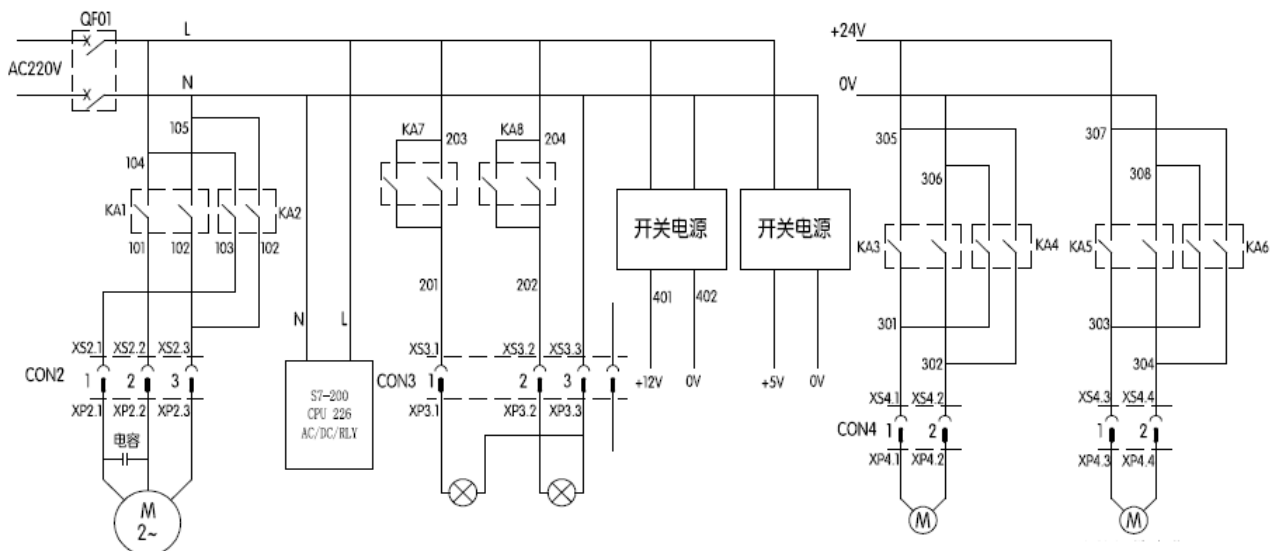 QF01
L
+24V
AC220V
N
0V
105
KA7
203
KA8
204
305
307
104
306
308
KA1
KA2
开关电源
开关电源
KA3
KA4
KA5
KA6
101
102
103
102
201
202
401
402
301
303
N
L
302
304
XS2.1
XS2.2
XS2.3
XS3.1
XS3.2
XS3.3
CON2
1
2
3
S7-200
CPU 226
AC/DC/RLY
CON3
1
2
3
+12V
0V
+5V
0V
XS4.1
XS4.2
XS4.3
XS4.4
XP2.1
XP2.2
XP2.3
XP3.1
XP3.2
XP3.3
CON4
1
2
1
2
电容
XP4.1
XP4.2
XP4.3
XP4.4
M
2~
M
M